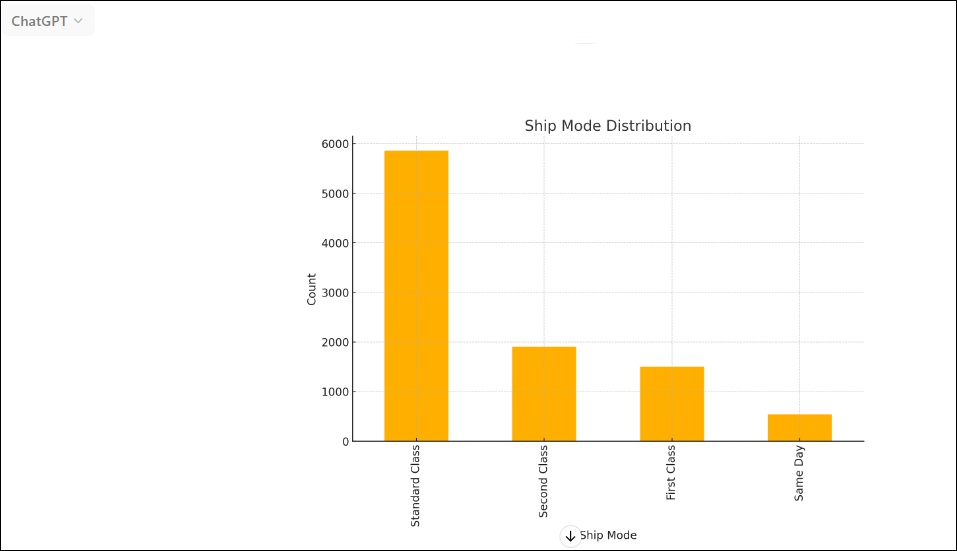 ChatGPT
Ship Mode Distribution
6000
5000
4000
3000
2000
1000
0
Count
Standard Class
Second Class
First Class
Same Day
Ship Mode